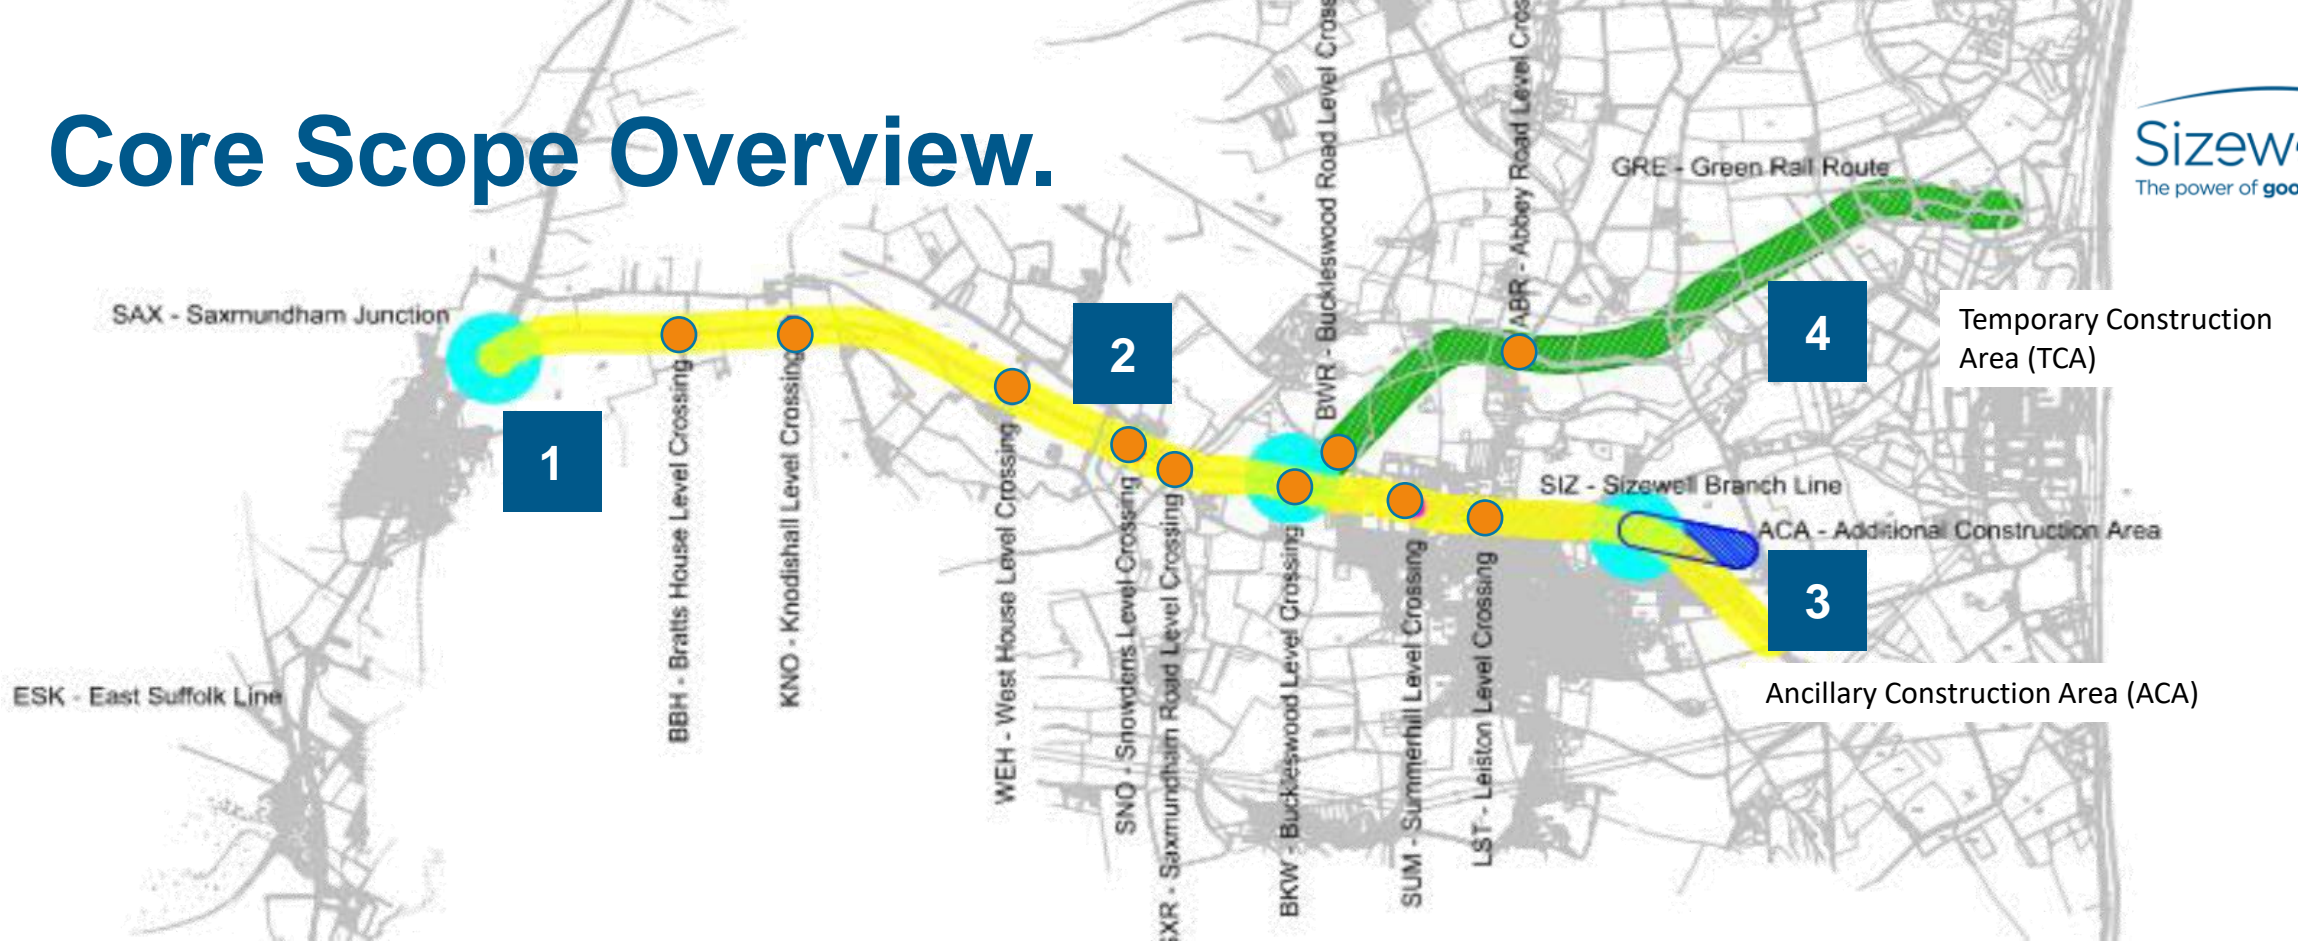 Core Scope Overview.
Sizew
The power of goo
BVR - Buckleswood Road Level Cross
ABR - Abbey Road Level Cros
GRE - Green Rail Route
SAX - Saxmundham Junction
1
2
4
Temporary Construction
Area (TCA)
SIZ - Sizewell Branch Line
ACA - Additional Construction Area
3
Ancillary Construction Area (ACA)
ESK - East Suffolk Line
BBH - Bratts House Level Crossing
KNO - Knodishall Level Crossing
WEH - West House Level Crossing
SNO - Snowdens Level Crossing
SXR - Saxmundham Road Level Crossing
BKW - Buckleswood Level Crossing
SUM - Summerhill Level Crossing
LST - Leiston Level Crossing